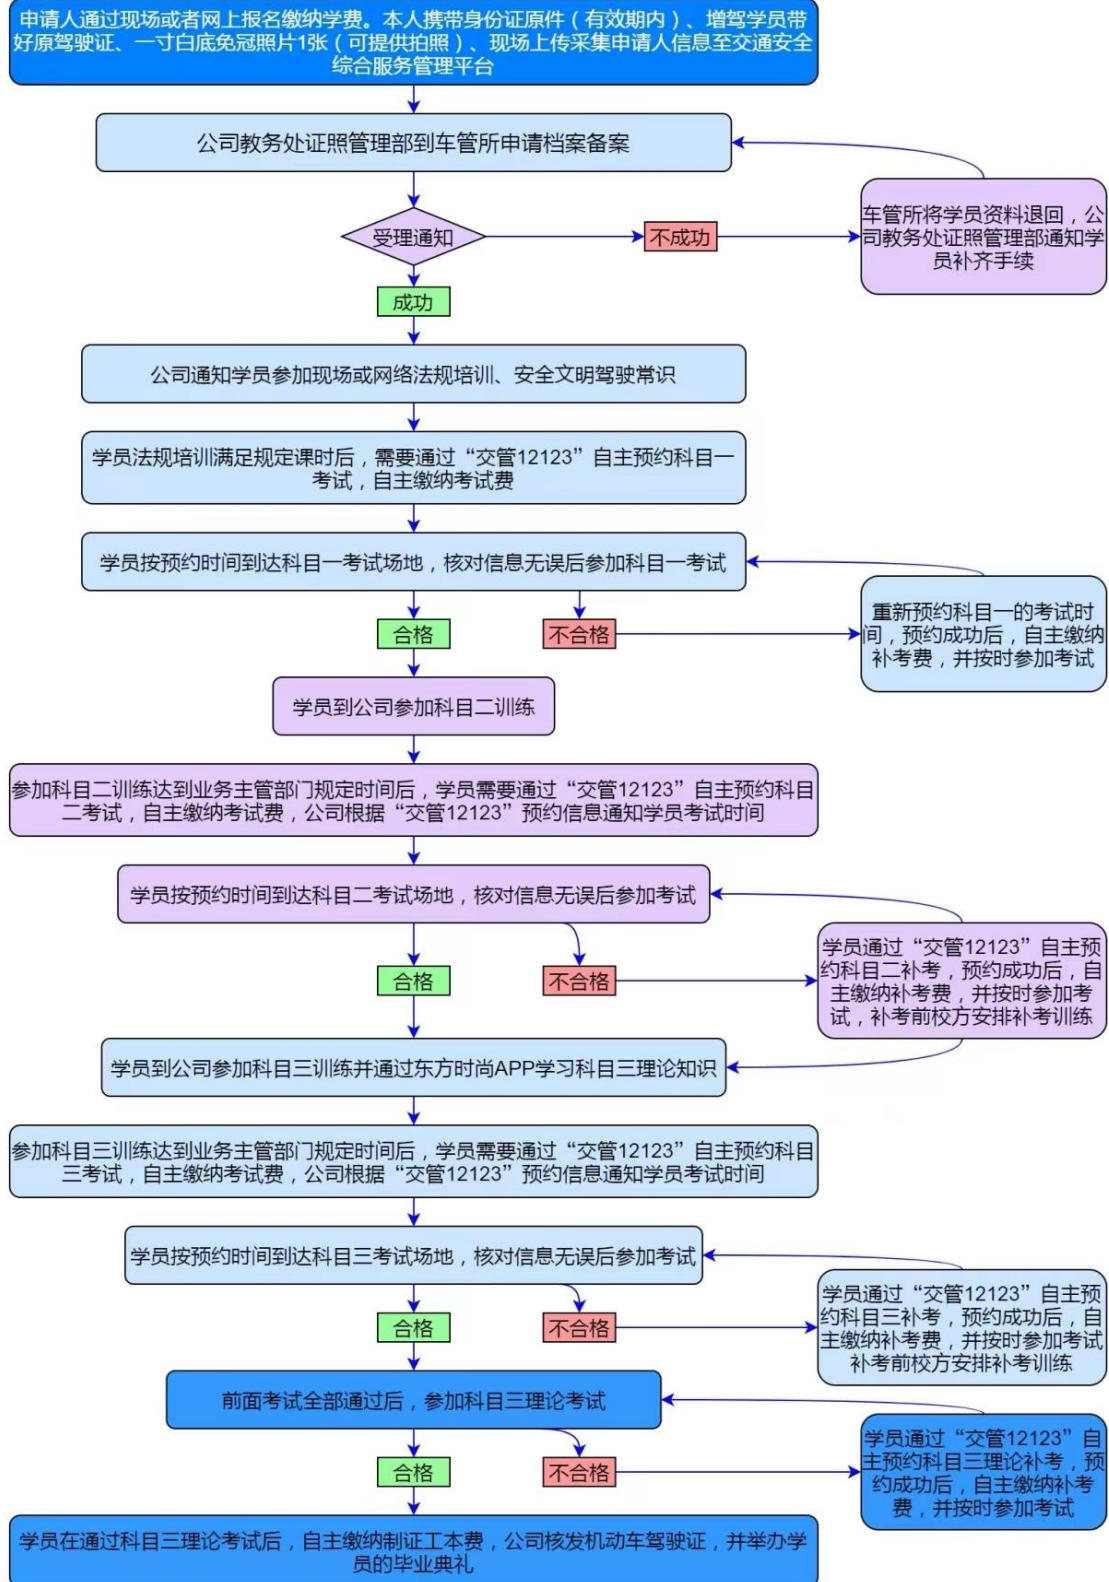 申请人通过现场或者网上报名缴纳学费。本人携带身份证原件（有效期内）、增驾学员带
好原驾驶证、一寸白底免冠照片1张（可提供拍照）、现场上传采集申请人信息至交通安全
综合服务管理平台
公司教务处证照管理部到车管所申请档案备案
受理通知
不成功
车管所将学员资料退回，公
司教务处证照管理部通知学
员补齐手续
成功
公司通知学员参加现场或网络法规培训、安全文明驾驶常识
学员法规培训满足规定课时后，需要通过“交管12123”自主预约科目一
考试，自主缴纳考试费
学员按预约时间到达科目一考试场地，核对信息无误后参加科目一考试
合格
不合格
重新预约科目一的考试时
间，预约成功后，自主缴纳
补考费，并按时参加考试
学员到公司参加科目二训练
参加科目二训练达到业务主管部门规定时间后，学员需要通过“交管12123”自主预约科目
二考试，自主缴纳考试费，公司根据“交管12123”预约信息通知学员考试时间
学员按预约时间到达科目二考试场地，核对信息无误后参加考试
合格
不合格
学员通过“交管12123”自主预
约科目二补考，预约成功后，自
主缴纳补考费，并按时参加考
试，补考前校方安排补考训练
学员到公司参加科目三训练并通过东方时尚APP学习科目三理论知识
参加科目三训练达到业务主管部门规定时间后，学员需要通过“交管12123”自主预约科目
三考试，自主缴纳考试费，公司根据“交管12123”预约信息通知学员考试时间
学员按预约时间到达科目三考试场地，核对信息无误后参加考试
合格
不合格
学员通过“交管12123”自主预
约科目三补考，预约成功后，自
主缴纳补考费，并按时参加考试
补考前校方安排补考训练
前面考试全部通过后，参加科目三理论考试
合格
不合格
学员通过“交管12123”自
主预约科目三理论补考，预
约成功后，自主缴纳补考
费，并按时参加考试
学员在通过科目三理论考试后，自主缴纳制证工本费，公司核发机动车驾驶证，并举办学
员的毕业典礼